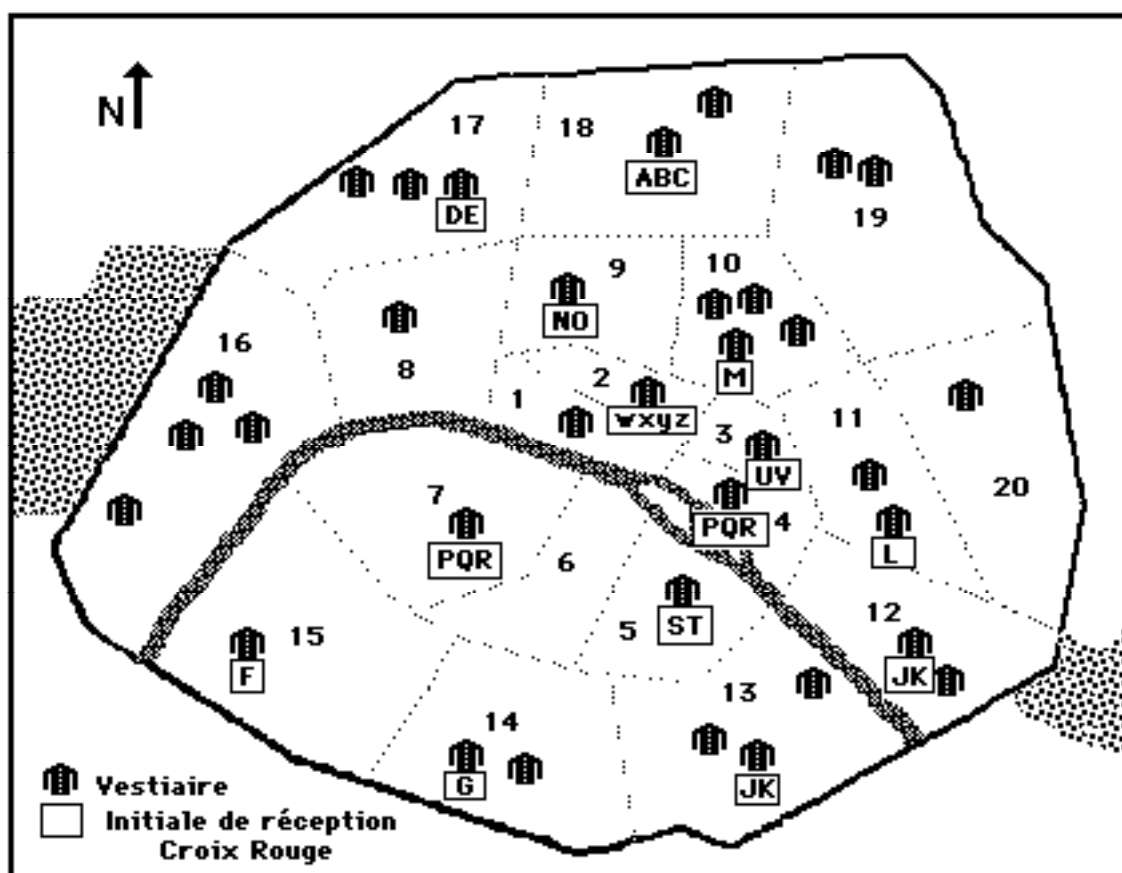 N
17
18
ABC
DE
19
9
10
NO
16
8
M
2
1
wxyz
3
11
UV
7
20
PQR
4
PQR
L
6
ST
5
12
15
JK
F
13
14
G
JK
Vestiaire
Initiale de réception
Croix Rouge